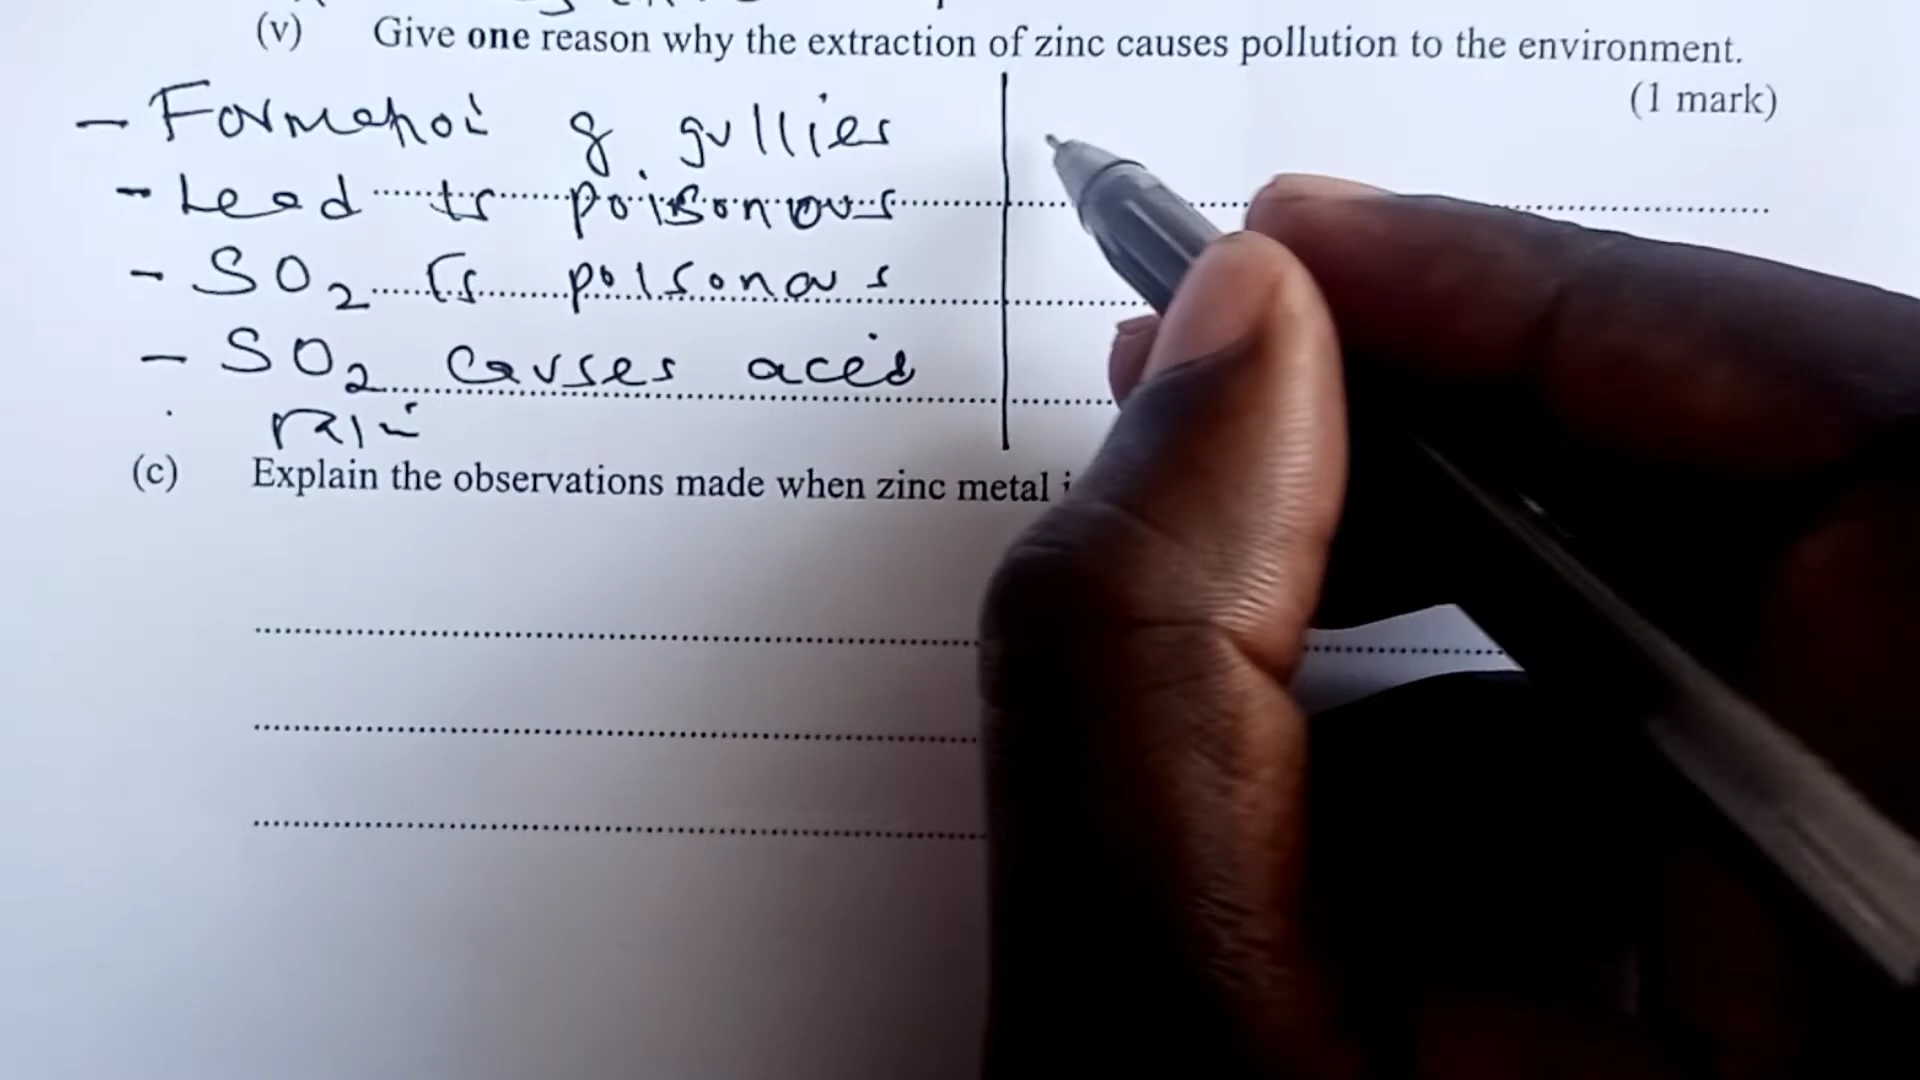 (v) Give one reason why the extraction of zinc causes pollution to the environment.
(1 mark)
- Formation of gullies
- Lead is poisonous
- SO2 is poisonous
- SO2 causes acid
rain
(c) Explain the observations made when zinc metal